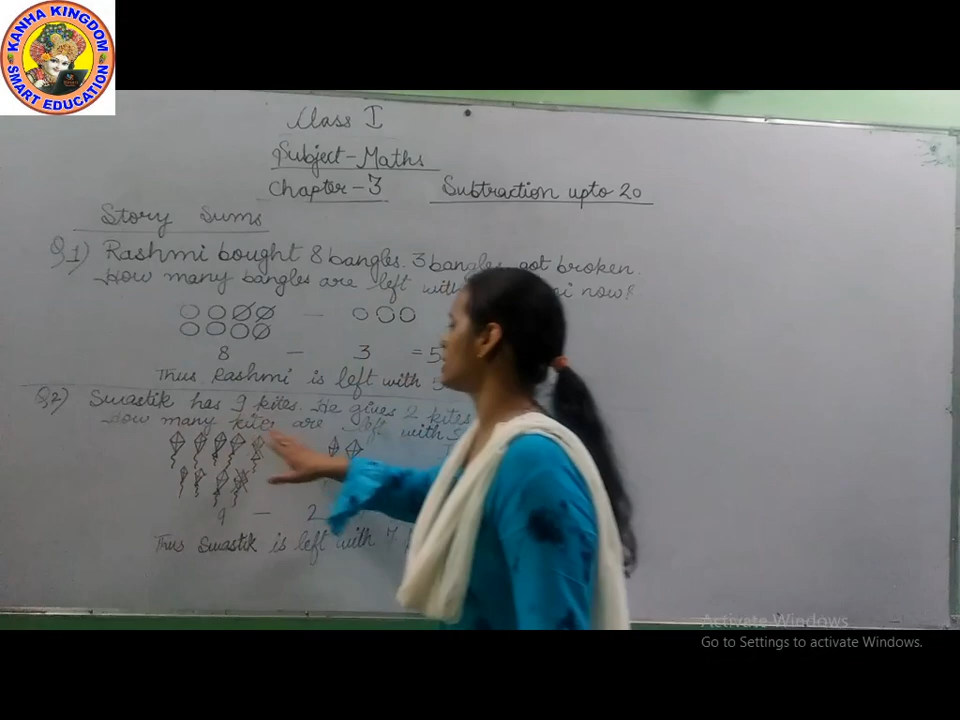 KANHA KINGDOM
SMART EDUCATION
Class I
Subject-Maths
Chapter-3 Subtraction upto 20
Story Sums
Q1) Rashmi bought 8 bangles. 3 bangles got broken.
How many bangles are left with now?
8 - 3 = 5
Thus Rashmi is left with 5
Q2) Swastik has 9 kites. He gives 2 kites
How many kites are left with
9 - 2
Thus Swastik is left with 7
Activate Windows
Go to Settings to activate Windows.